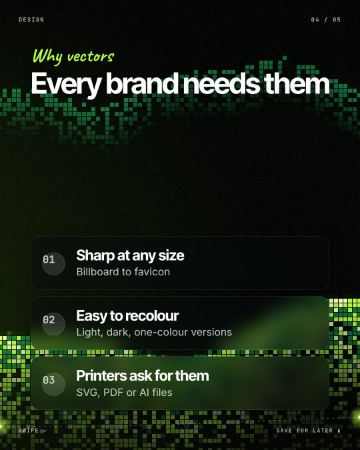 DESIGN
04 / 05
Why vectors
Every brand needs them
01
Sharp at any size
Billboard to favicon
02
Easy to recolour
Light, dark, one-colour versions
03
Printers ask for them
SVG, PDF or AI files
SWIPE
SAVE FOR LATER